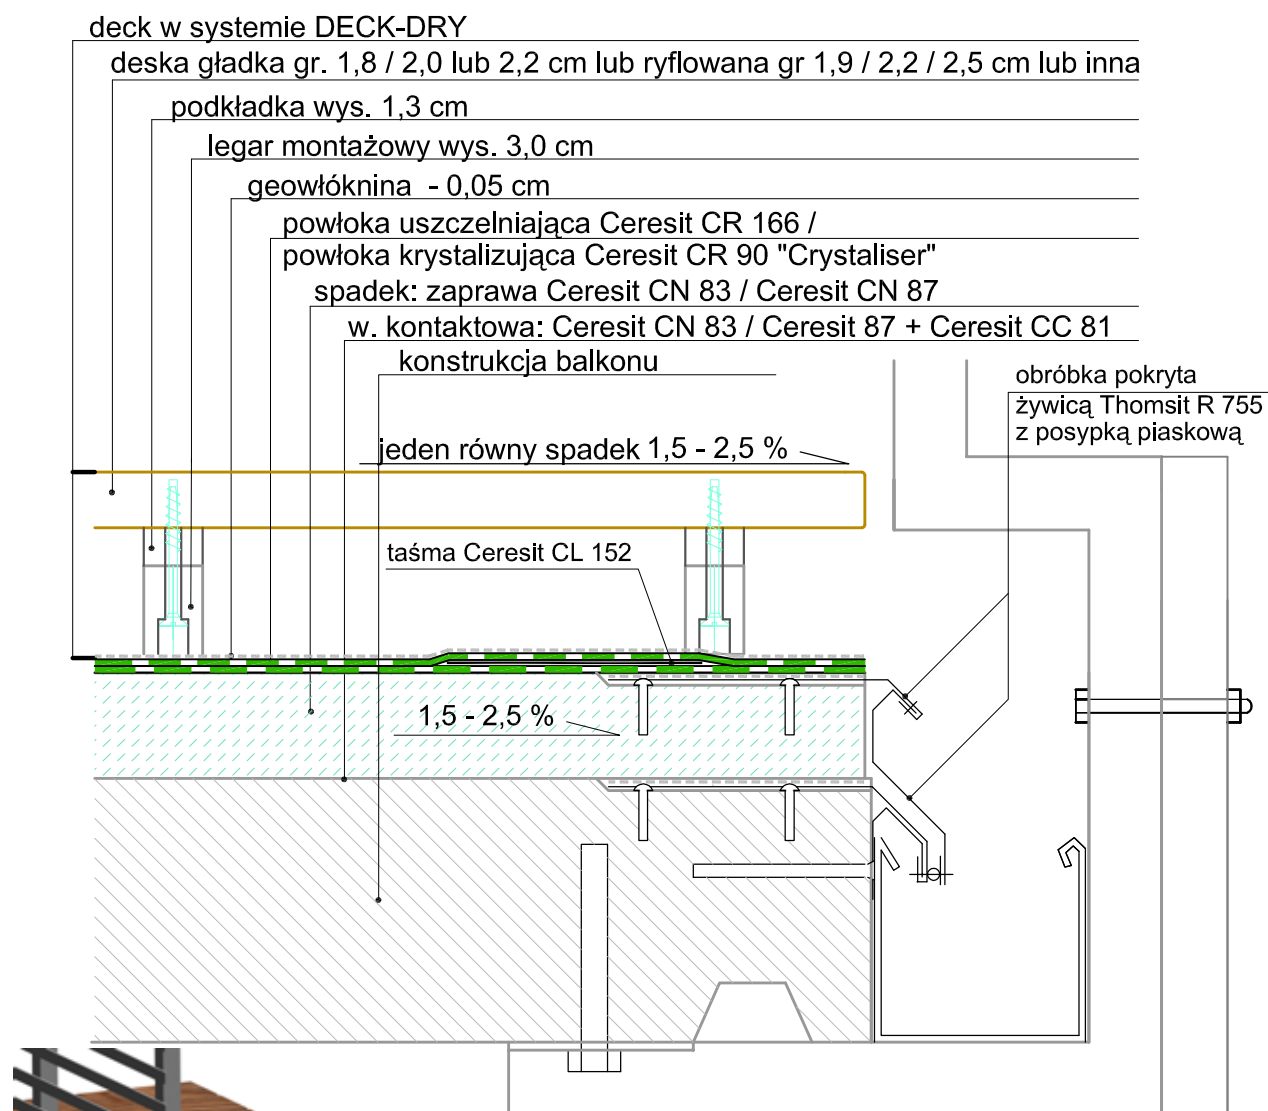 deck w systemie DECK-DRY
deska gładka gr. 1,8 / 2,0 lub 2,2 cm lub ryflowana gr 1,9 / 2,2 / 2,5 cm lub inna
podkładka wys. 1,3 cm
legar montażowy wys. 3,0 cm
geowłóknina - 0,05 cm
powłoka uszczelniająca Ceresit CR 166 /
powłoka krystalizująca Ceresit CR 90 "Crystaliser"
spadek: zaprawa Ceresit CN 83 / Ceresit CN 87
w. kontaktowa: Ceresit CN 83 / Ceresit 87 + Ceresit CC 81
konstrukcja balkonu
obróbka pokryta
żywicą Thomsit R 755
z posypką piaskową
jeden równy spadek 1,5 - 2,5 %
taśma Ceresit CL 152
1,5 - 2,5 %